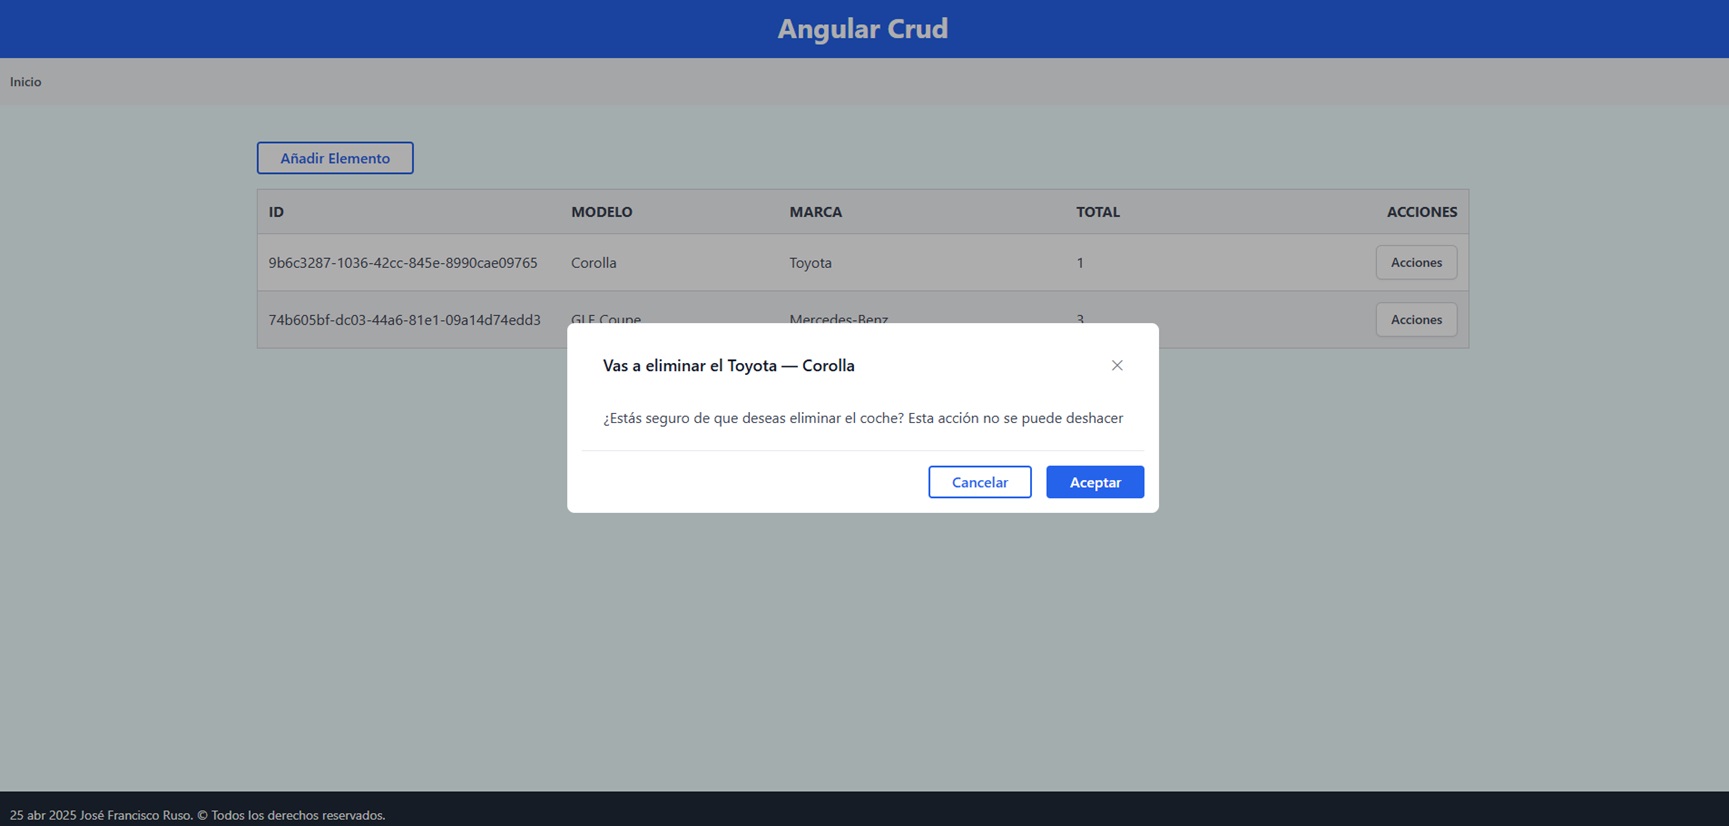 Angular Crud
Inicio
Añadir Elemento
ID MODELO MARCA TOTAL ACCIONES
9b6c3287-1036-42cc-845e-8990cae09765 Corolla Toyota 1 Acciones
74b605bf-dc03-44a6-81e1-09a14d74edd3 Coupe Mercedes-Benz 3 Acciones
Vas a eliminar el Toyota — Corolla
¿Estás seguro de que deseas eliminar el coche? Esta acción no se puede deshacer
Cancelar Aceptar
25 abr 2025 José Francisco Ruso. © Todos los derechos reservados.